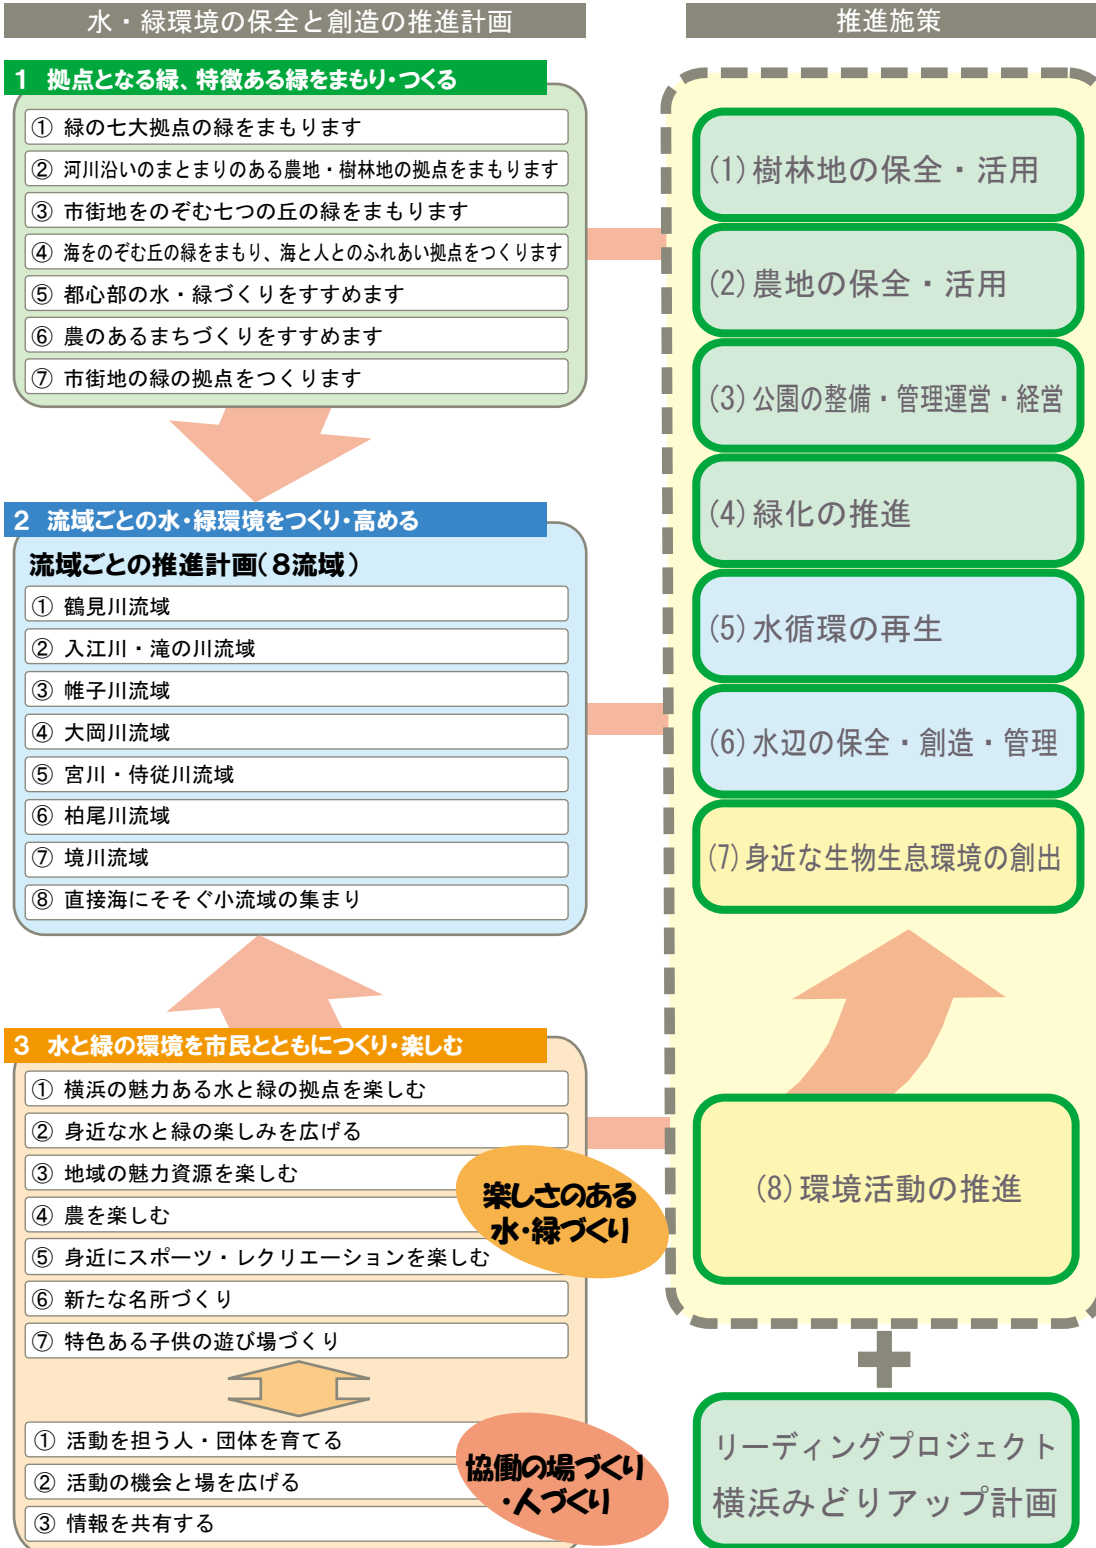 水・緑環境の保全と創造の推進計画
1 拠点となる緑、特徴ある緑をまもり・つくる
① 緑の七大拠点の緑をまもります
② 河川沿いのまとまりのある農地・樹林地の拠点をまもります
③ 市街地をのぞむ七つの丘の緑をまもります
④ 海をのぞむ丘の緑をまもり、海と人とのふれあい拠点をつくります
⑤ 都心部の水・緑づくりをすすめます
⑥ 農のあるまちづくりをすすめます
⑦ 市街地の緑の拠点をつくります
2 流域ごとの水・緑環境をつくり・高める
流域ごとの推進計画(8流域)
① 鶴見川流域
② 入江川・滝の川流域
③ 帷子川流域
④ 大岡川流域
⑤ 宮川・侍従川流域
⑥ 柏尾川流域
⑦ 境川流域
⑧ 直接海にそそぐ小流域の集まり
3 水と緑の環境を市民とともにつくり・楽しむ
① 横浜の魅力ある水と緑の拠点を楽しむ
② 身近な水と緑の楽しみを広げる
③ 地域の魅力資源を楽しむ
④ 農を楽しむ
⑤ 身近にスポーツ・レクリエーションを楽しむ
⑥ 新たな名所づくり
⑦ 特色ある子供の遊び場づくり
楽しさのある
水・緑づくり
① 活動を担う人・団体を育てる
② 活動の機会と場を広げる
③ 情報を共有する
協働の場づくり
・人づくり
推進施策
(1)樹林地の保全・活用
(2)農地の保全・活用
(3)公園の整備・管理運営・経営
(4)緑化の推進
(5)水循環の再生
(6)水辺の保全・創造・管理
(7)身近な生物生息環境の創出
(8)環境活動の推進
リーディングプロジェクト
横浜みどりアップ計画